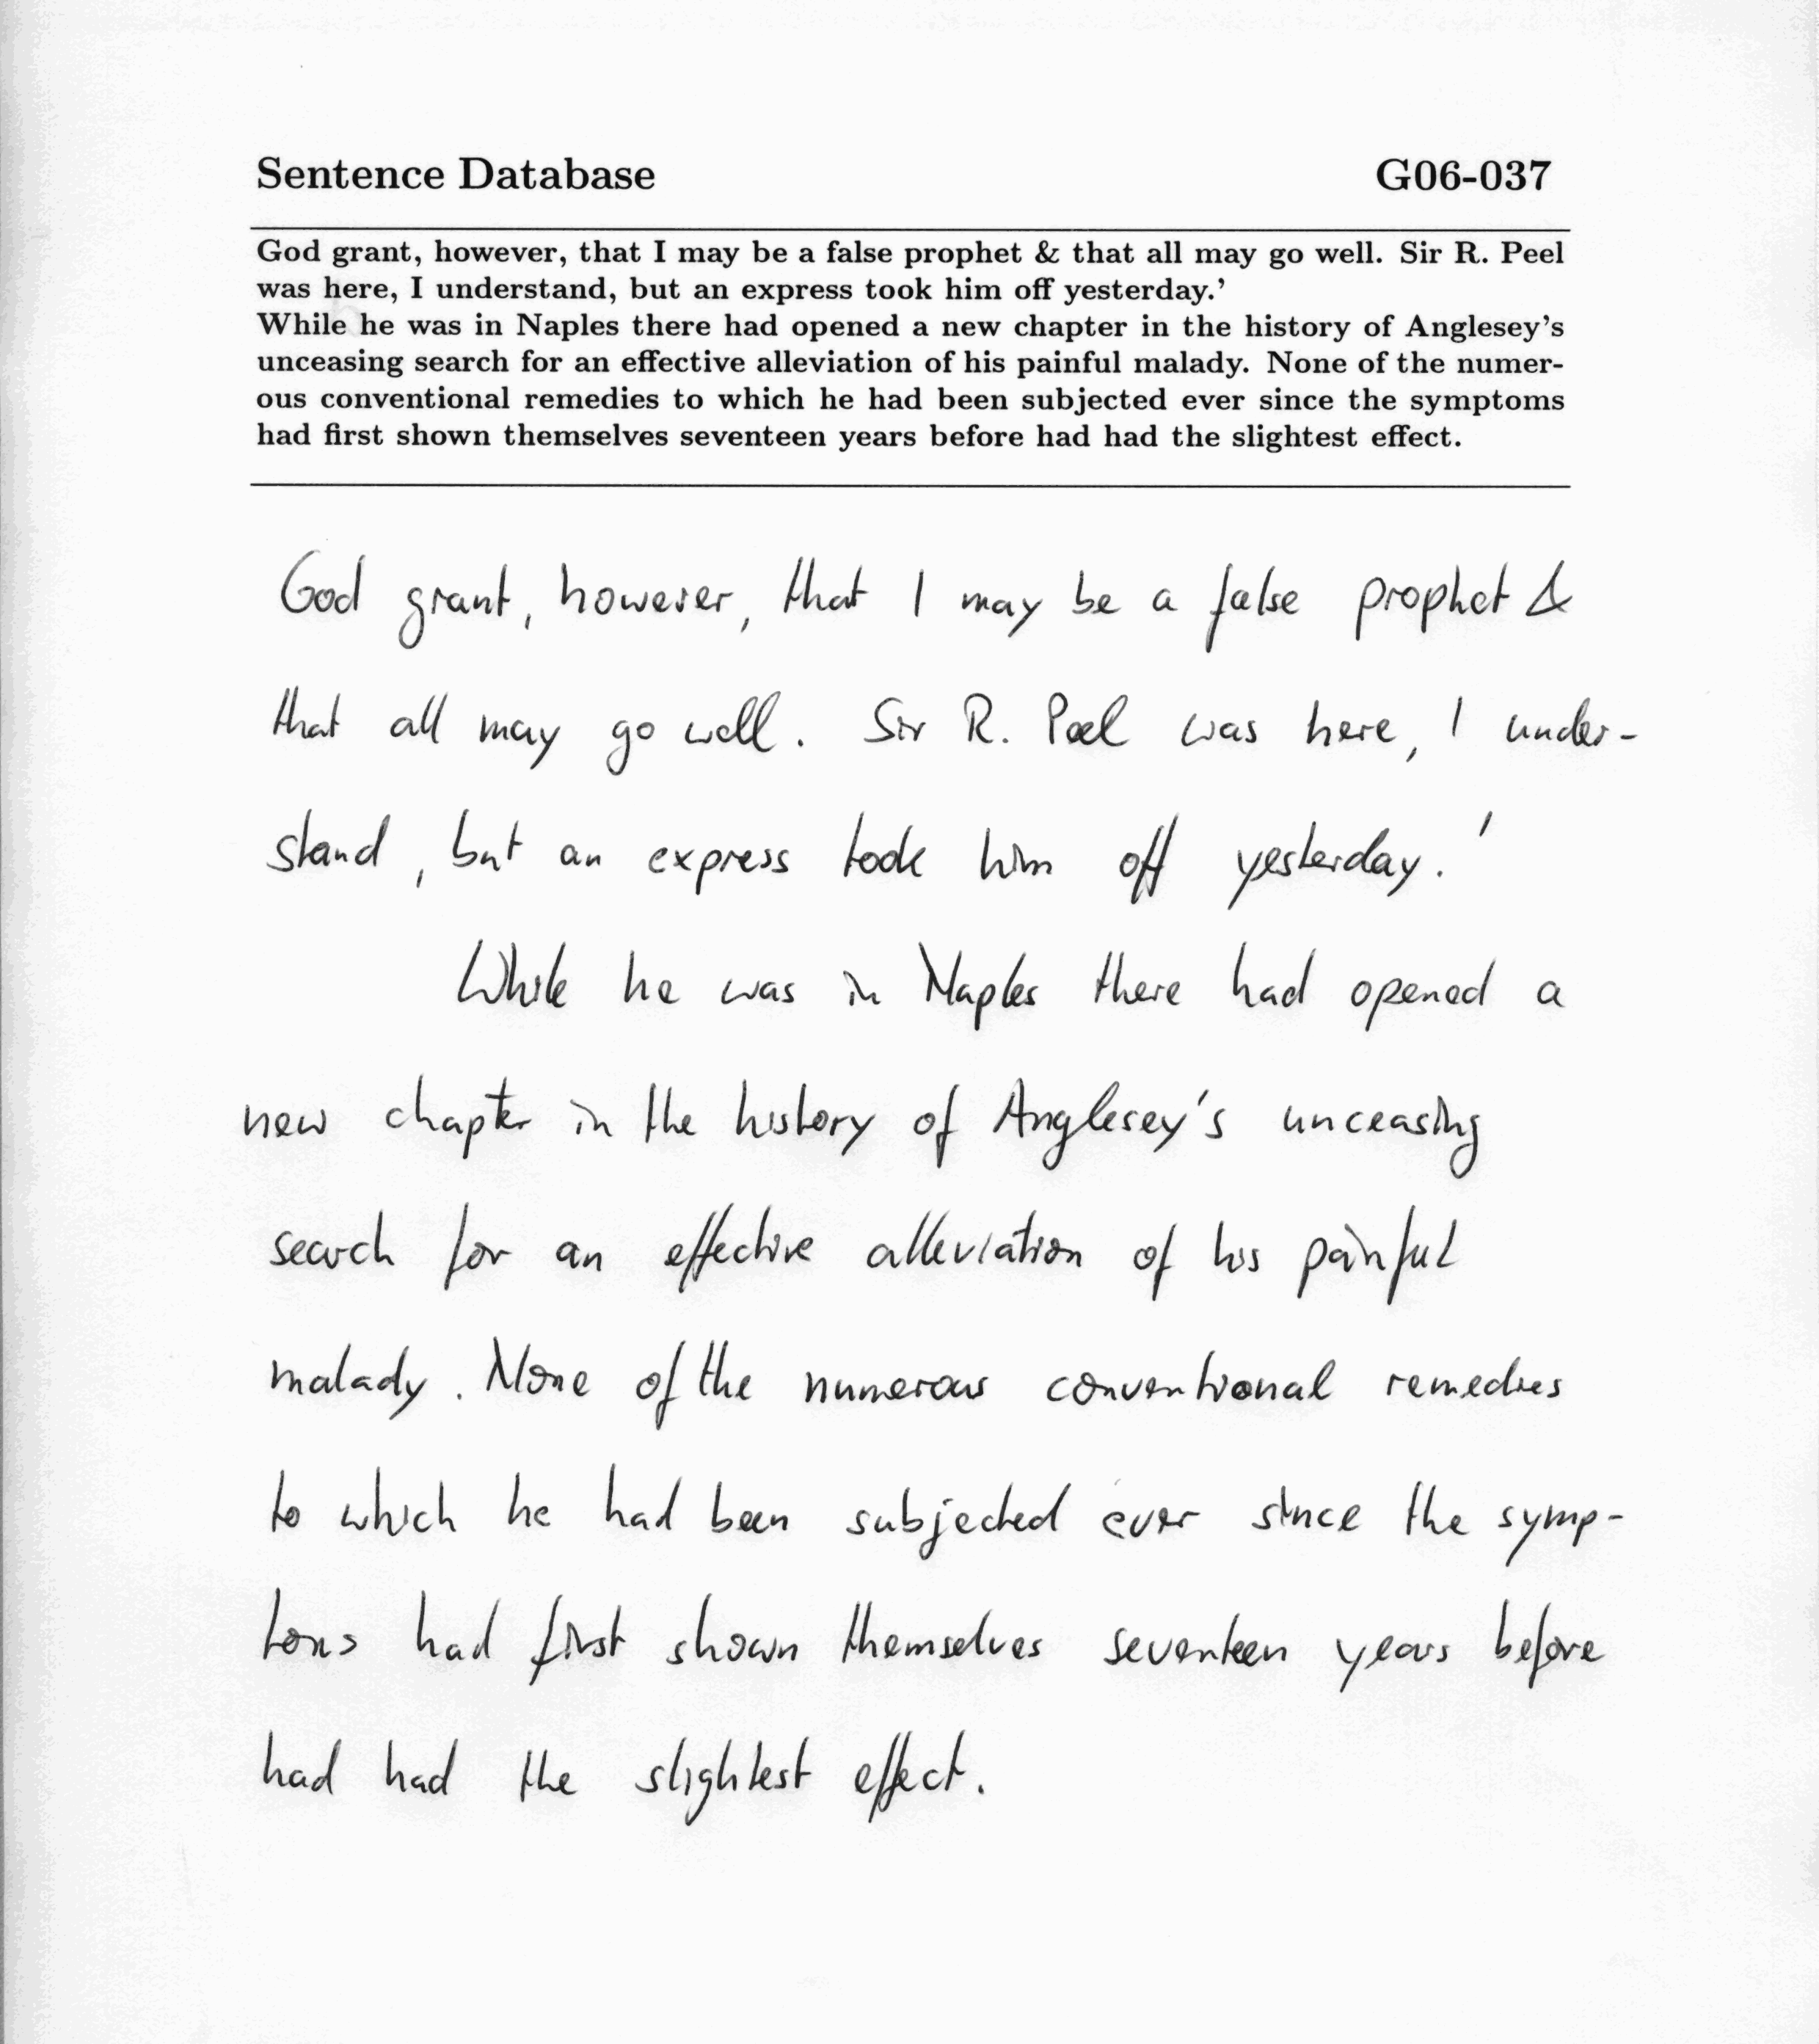 Sentence Database G06-037
God grant, however, that I may be a false prophet & that all may go well. Sir R. Peel
was here, I understand, but an express took him off yesterday.'
While he was in Naples there had opened a new chapter in the history of Anglesey's
unceasing search for an effective alleviation of his painful malady. None of the numer-
ous conventional remedies to which he had been subjected ever since the symptoms
had first shown themselves seventeen years before had had the slightest effect.
God grant, however, that I may be a false prophet &
that all may go well. Sir R. Peel was here, I under-
stand, but an express took him off yesterday.'
While he was in Naples there had opened a
new chapter in the history of Anglesey's unceasing
search for an effective alleviation of his painful
malady. None of the numerous conventional remedies
to which he had been subjected ever since the symp-
toms had first shown themselves seventeen years before
had had the slightest effect.